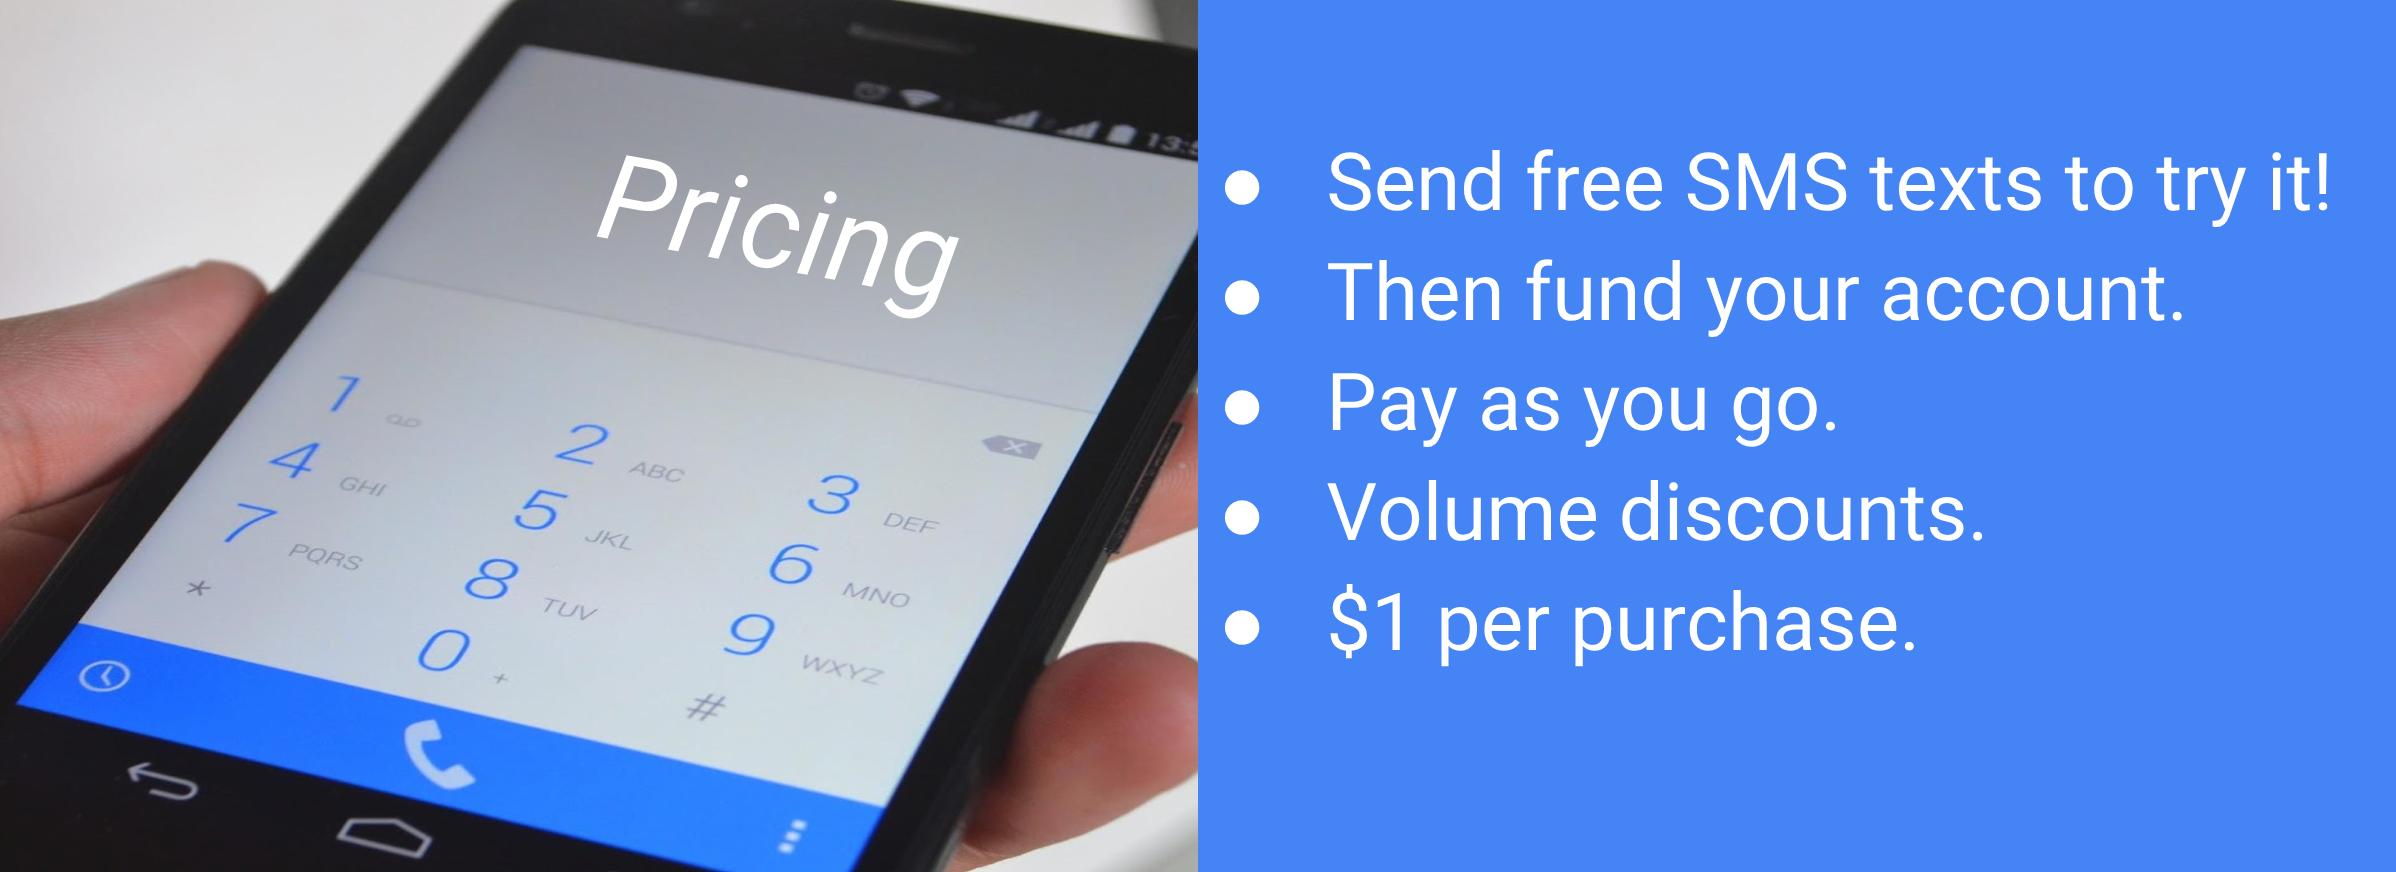 13:5
Pricing
1
2 ABC
3 DEF
4 GHI
5 JKL
6 MNO
7 PQRS
8 TUV
9 WXYZ
*
0 +
#
● Send free SMS texts to try it!
● Then fund your account.
● Pay as you go.
● Volume discounts.
● $1 per purchase.